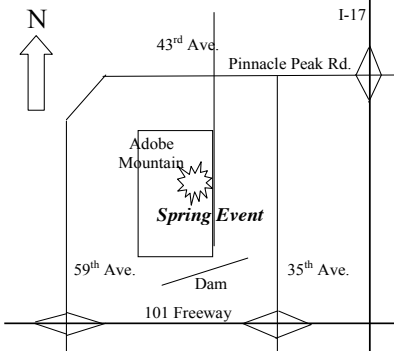 N
I-17
43rd Ave.
Pinnacle Peak Rd.
Adobe
Mountain
Spring Event
59th Ave.
35th Ave.
Dam
101 Freeway